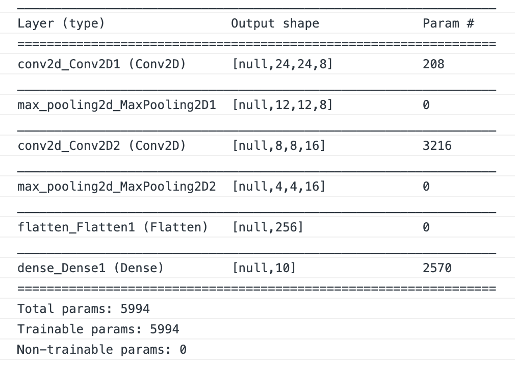 Layer (type) Output shape Param #
conv2d_Conv2D1 (Conv2D) [null,24,24,8] 208
max_pooling2d_MaxPooling2D1 [null,12,12,8] 0
conv2d_Conv2D2 (Conv2D) [null,8,8,16] 3216
max_pooling2d_MaxPooling2D2 [null,4,4,16] 0
flatten_Flatten1 (Flatten) [null,256] 0
dense_Dense1 (Dense) [null,10] 2570
Total params: 5994
Trainable params: 5994
Non-trainable params: 0